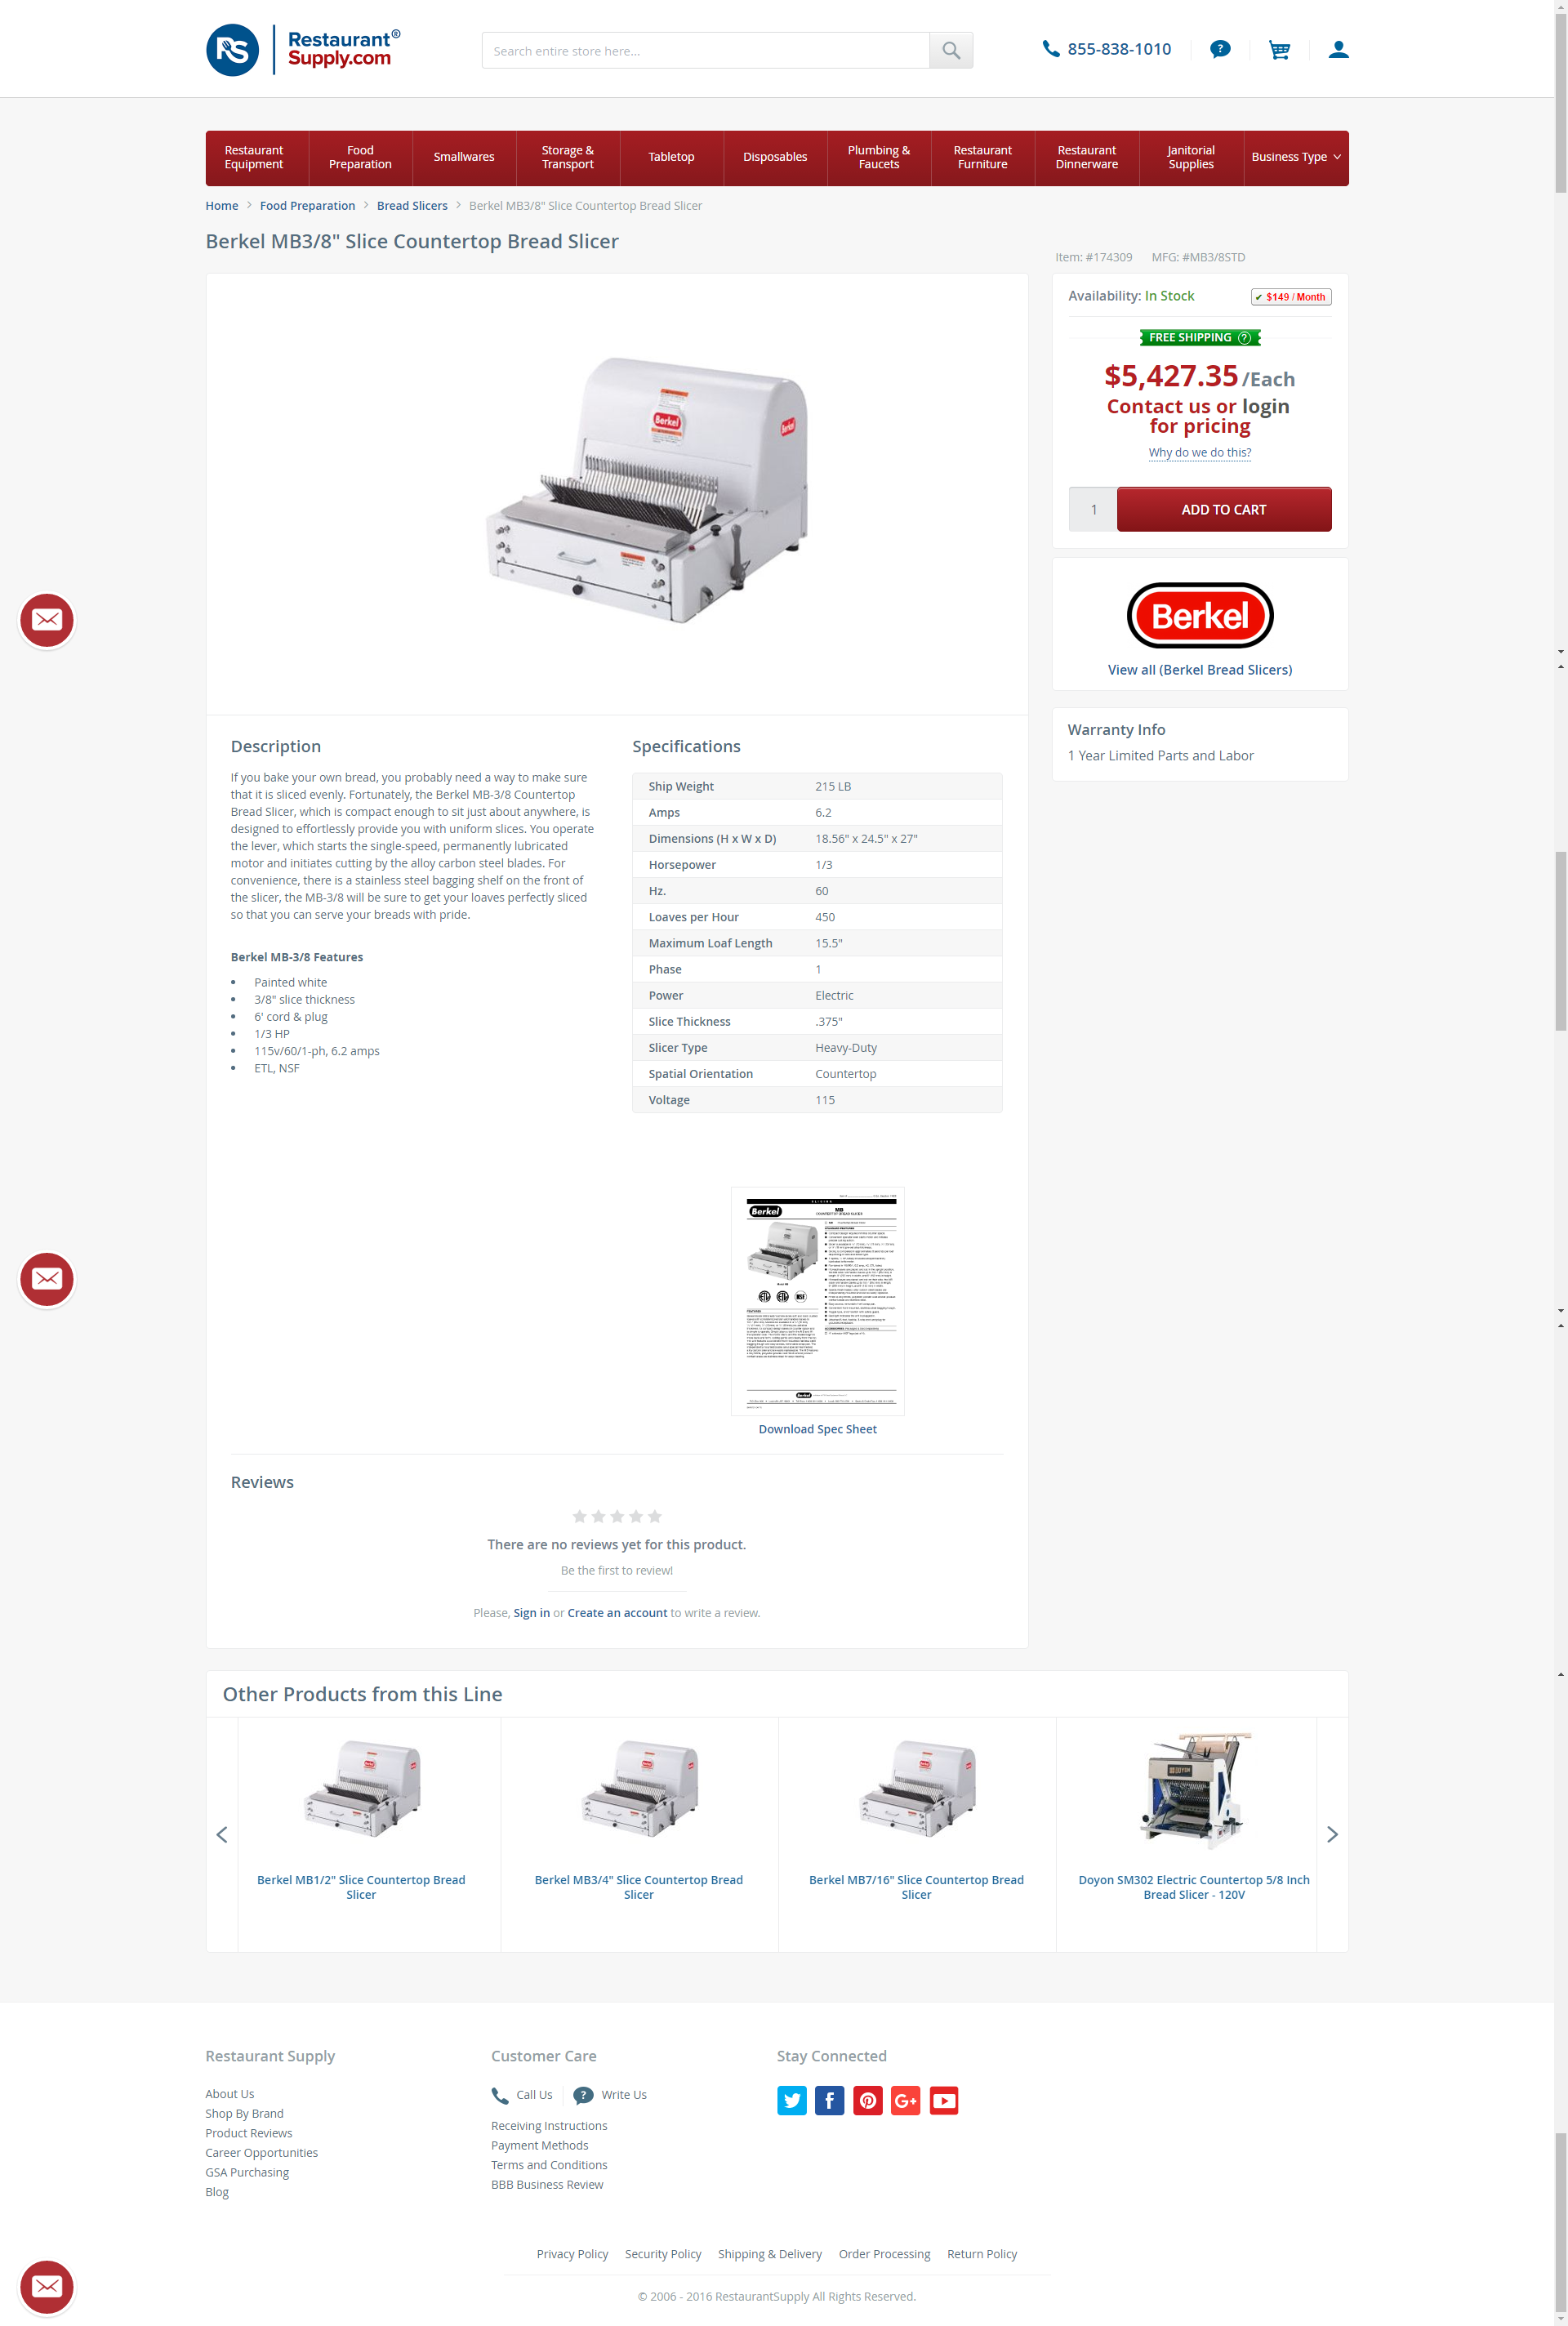 RS
Restaurant®
Supply.com
Search entire store here...
855-838-1010
?
Restaurant
Equipment
Food
Preparation
Smallwares
Storage &
Transport
Tabletop
Disposables
Plumbing &
Faucets
Restaurant
Furniture
Restaurant
Dinnerware
Janitorial
Supplies
Business Type
Home > Food Preparation > Bread Slicers > Berkel MB3/8" Slice Countertop Bread Slicer
Berkel MB3/8" Slice Countertop Bread Slicer
Item: #174309 MFG: #MB3/8STD
Berkel
Berkel
Availability: In Stock
✔ $149 / Month
FREE SHIPPING ?
$5,427.35 /Each
Contact us or login
for pricing
Why do we do this?
1
ADD TO CART
Berkel
View all (Berkel Bread Slicers)
Warranty Info
1 Year Limited Parts and Labor
Description
If you bake your own bread, you probably need a way to make sure
that it is sliced evenly. Fortunately, the Berkel MB-3/8 Countertop
Bread Slicer, which is compact enough to sit just about anywhere, is
designed to effortlessly provide you with uniform slices. You operate
the lever, which starts the single-speed, permanently lubricated
motor and initiates cutting by the alloy carbon steel blades. For
convenience, there is a stainless steel bagging shelf on the front of
the slicer, the MB-3/8 will be sure to get your loaves perfectly sliced
so that you can serve your breads with pride.
Berkel MB-3/8 Features
• Painted white
• 3/8" slice thickness
• 6' cord & plug
• 1/3 HP
• 115v/60/1-ph, 6.2 amps
• ETL, NSF
Specifications
Ship Weight 215 LB
Amps 6.2
Dimensions (H x W x D) 18.56" x 24.5" x 27"
Horsepower 1/3
Hz. 60
Loaves per Hour 450
Maximum Loaf Length 15.5"
Phase 1
Power Electric
Slice Thickness .375"
Slicer Type Heavy-Duty
Spatial Orientation Countertop
Voltage 115
Berkel
MB
COUNTERTOP BREAD SLICER
Download Spec Sheet
Reviews
There are no reviews yet for this product.
Be the first to review!
Please, Sign in or Create an account to write a review.
Other Products from this Line
DOYON
Berkel MB1/2" Slice Countertop Bread
Slicer
Berkel MB3/4" Slice Countertop Bread
Slicer
Berkel MB7/16" Slice Countertop Bread
Slicer
Doyon SM302 Electric Countertop 5/8 Inch
Bread Slicer - 120V
Restaurant Supply
About Us
Shop By Brand
Product Reviews
Career Opportunities
GSA Purchasing
Blog
Customer Care
Call Us
? Write Us
Receiving Instructions
Payment Methods
Terms and Conditions
BBB Business Review
Stay Connected
f
G+
Privacy Policy Security Policy Shipping & Delivery Order Processing Return Policy
© 2006 - 2016 RestaurantSupply All Rights Reserved.